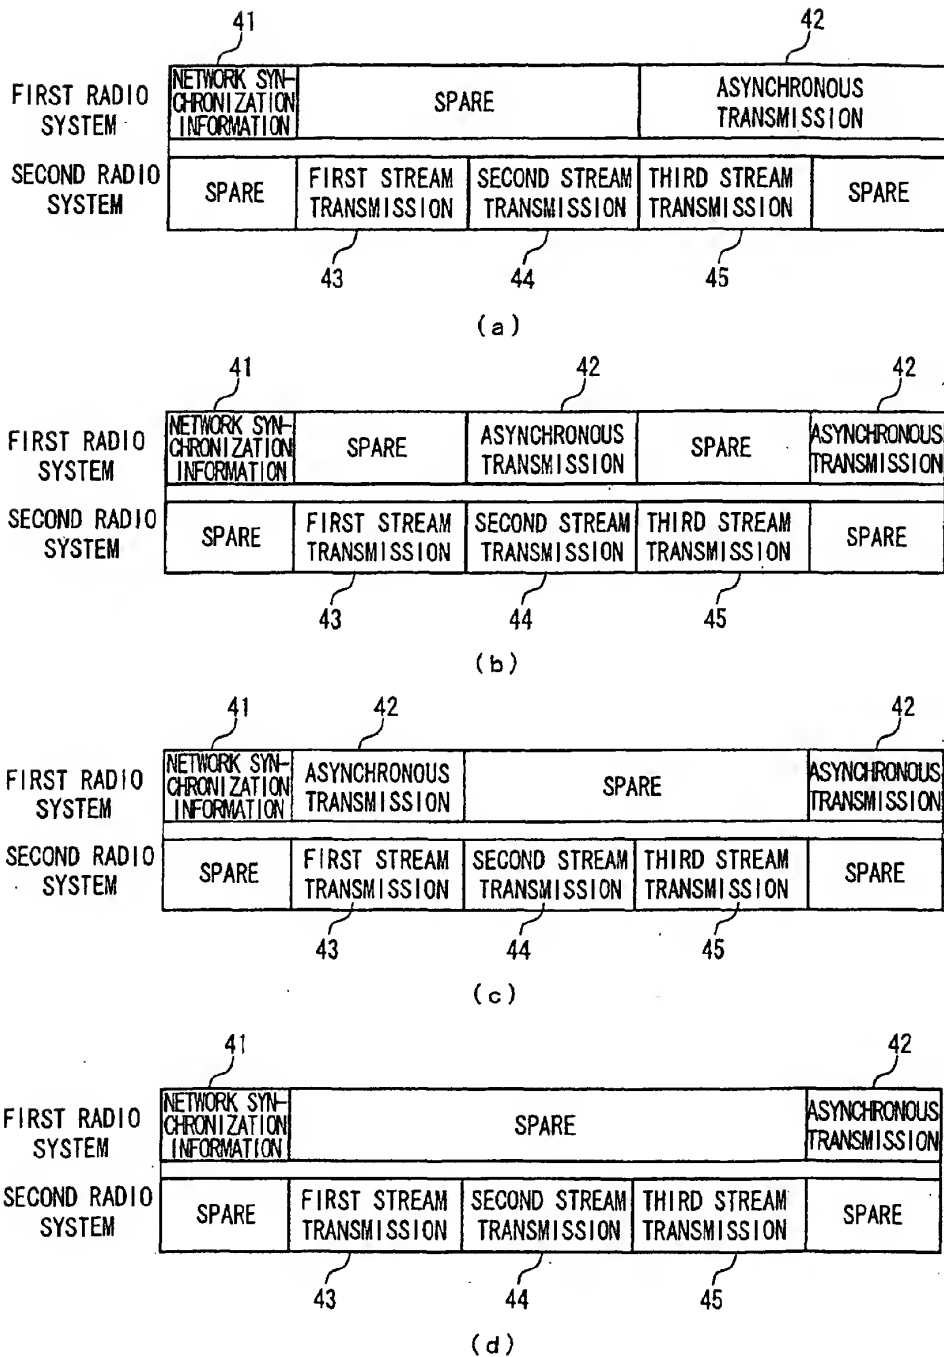 41
42
FIRST RADIO
SYSTEM
NETWORK SYN-
CHRONIZATION
INFORMATION
SPARE
ASYNCHRONOUS
TRANSMISSION
SECOND RADIO
SYSTEM
SPARE
FIRST STREAM
TRANSMISSION
SECOND STREAM
TRANSMISSION
THIRD STREAM
TRANSMISSION
SPARE
43
44
45
(a)
41
42
42
FIRST RADIO
SYSTEM
NETWORK SYN-
CHRONIZATION
INFORMATION
SPARE
ASYNCHRONOUS
TRANSMISSION
SPARE
ASYNCHRONOUS
TRANSMISSION
SECOND RADIO
SYSTEM
SPARE
FIRST STREAM
TRANSMISSION
SECOND STREAM
TRANSMISSION
THIRD STREAM
TRANSMISSION
SPARE
43
44
45
(b)
41
42
42
FIRST RADIO
SYSTEM
NETWORK SYN-
CHRONIZATION
INFORMATION
ASYNCHRONOUS
TRANSMISSION
SPARE
ASYNCHRONOUS
TRANSMISSION
SECOND RADIO
SYSTEM
SPARE
FIRST STREAM
TRANSMISSION
SECOND STREAM
TRANSMISSION
THIRD STREAM
TRANSMISSION
SPARE
43
44
45
(c)
41
42
FIRST RADIO
SYSTEM
NETWORK SYN-
CHRONIZATION
INFORMATION
SPARE
ASYNCHRONOUS
TRANSMISSION
SECOND RADIO
SYSTEM
SPARE
FIRST STREAM
TRANSMISSION
SECOND STREAM
TRANSMISSION
THIRD STREAM
TRANSMISSION
SPARE
43
44
45
(d)